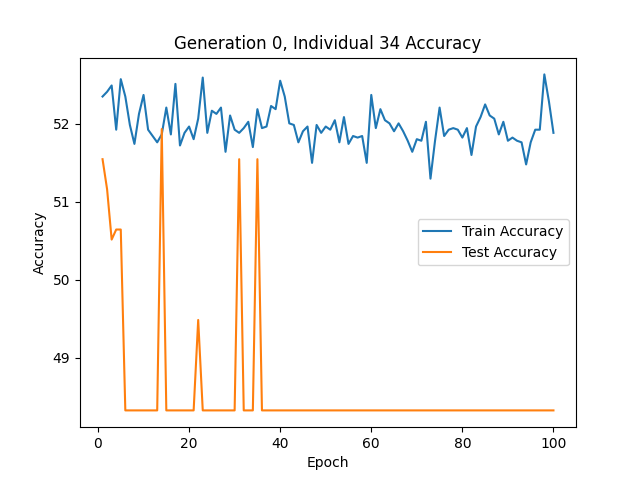 Generation 0, Individual 34 Accuracy
52
51
50
49
Accuracy
Train Accuracy
Test Accuracy
0 20 40 60 80 100
Epoch